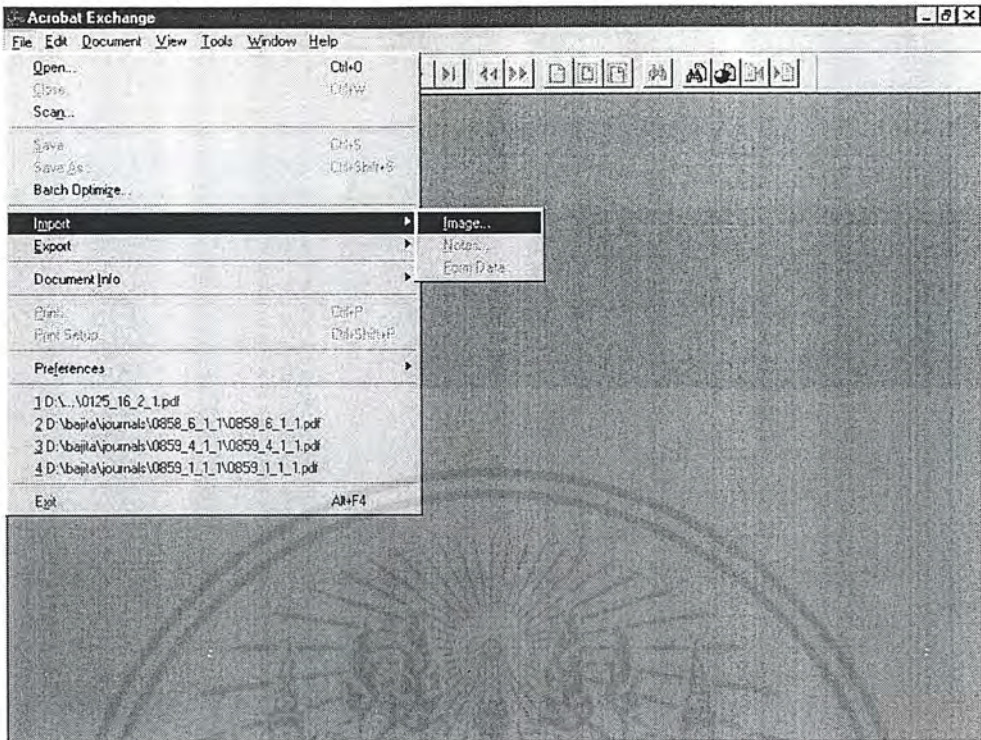 Acrobat Exchange
File Edit Document View Tools Window Help
Open... Ctrl+O
Close Ctrl+W
Scan...
Save Ctrl+S
Save As... Ctrl+Shift+S
Batch Optimize...
Import
Image...
Export
Notes...
Form Data...
Document Info
Print... Ctrl+P
Print Setup... Ctrl+Shift+P
Preferences
1 D:\...\0125_16_2_1.pdf
2 D:\bajita\journals\0858_6_1_1\0858_6_1_1.pdf
3 D:\bajita\journals\0859_4_1_1\0859_4_1_1.pdf
4 D:\bajita\journals\0859_1_1_1\0859_1_1_1.pdf
Exit Alt+F4